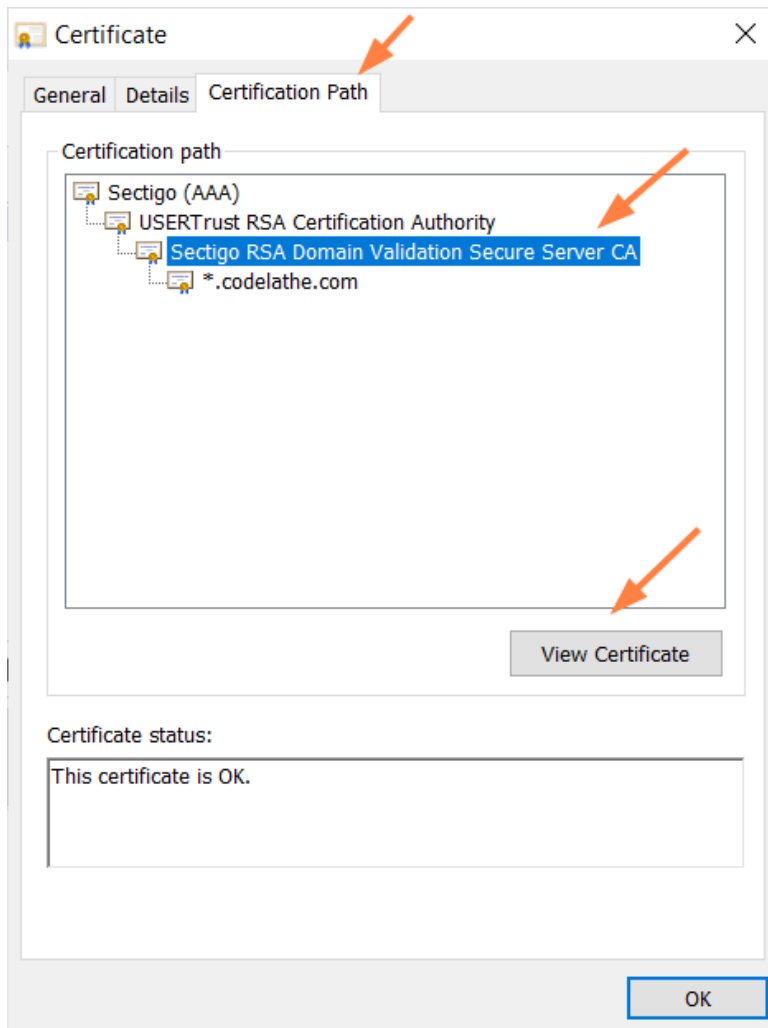 Certificate
General Details Certification Path
Certification path
Sectigo (AAA)
USERTrust RSA Certification Authority
Sectigo RSA Domain Validation Secure Server CA
*.codelathe.com
View Certificate
Certificate status:
This certificate is OK.
OK